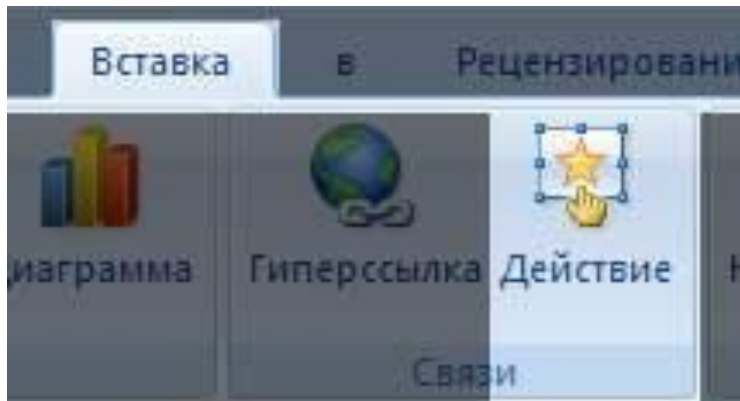 Вставка в Рецензировани
иаграмма Гиперссылка Действие
Связи